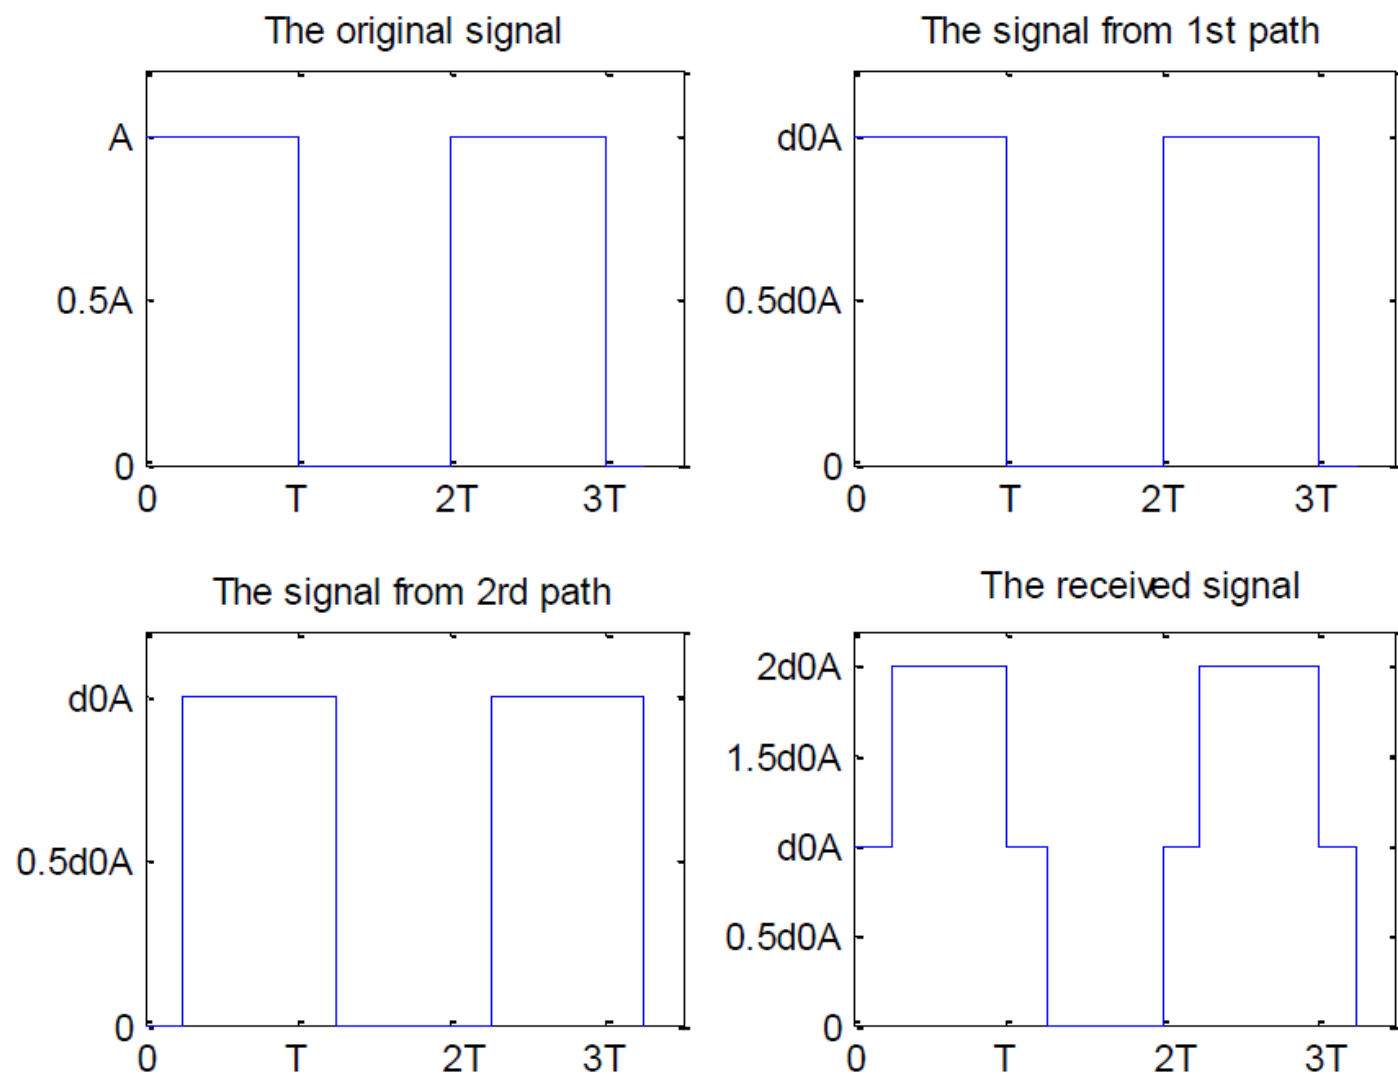 The original signal
A
0.5A
0
0 T 2T 3T
The signal from 1st path
d0A
0.5d0A
0
0 T 2T 3T
The signal from 2rd path
d0A
0.5d0A
0
0 T 2T 3T
The received signal
2d0A
1.5d0A
d0A
0.5d0A
0
0 T 2T 3T